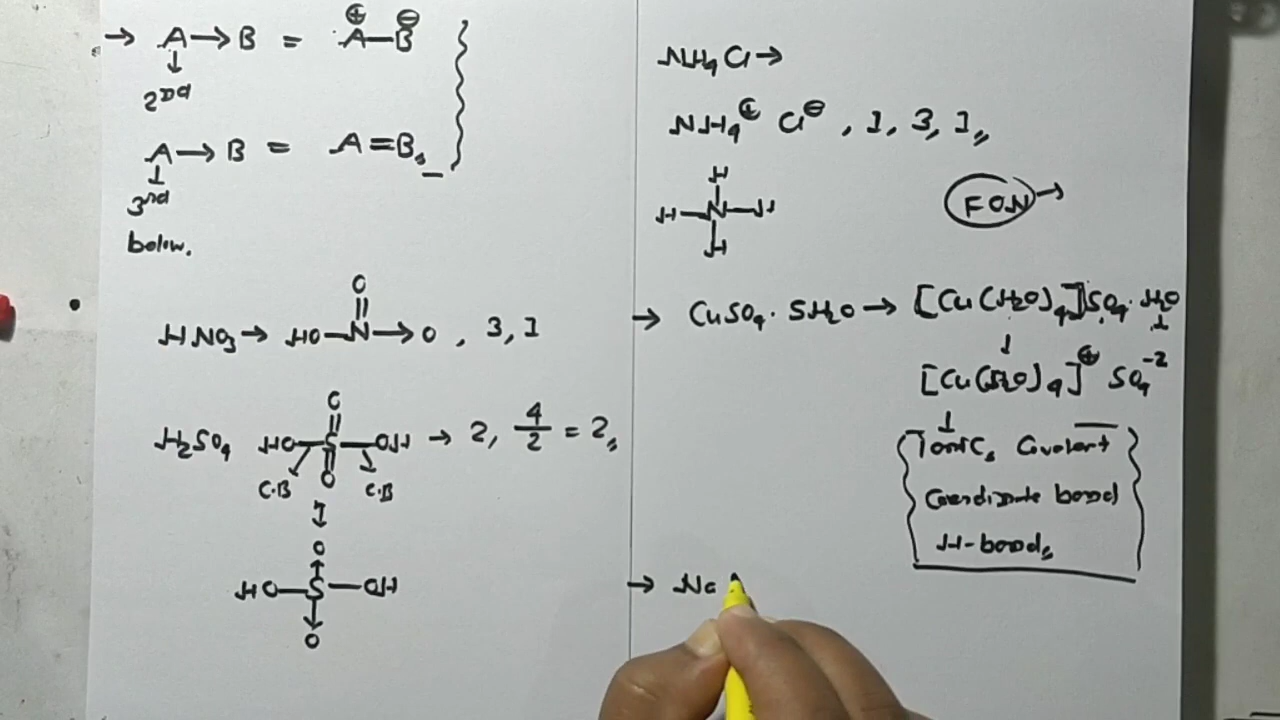 → A → B = A⊕—B⊖
↓
2nd
A → B = A=B,
↓
3rd
below.
O
HNO3 → HO—N→O , 3, 1
O
H2SO4 HO—S—OH → 2, 4/2 = 2,
O
C.B C.B
↓
O
HO—S—OH
O
NH4Cl →
NH4⊕ Cl⊖ , 1, 3, 1,
H
H—N—H
H
FON →
→ CuSO4. 5H2O → [Cu(H2O)4]SO4.H2O
↓
[Cu(H2O)4]⊕ SO4-2
↓
Ionic, Covalent
Coordinate bond
H-bond,
→ Na